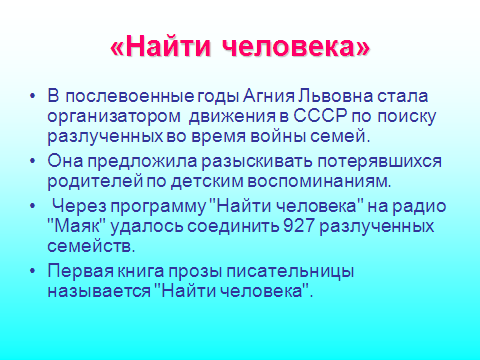 «Найти человека»
• В послевоенные годы Агния Львовна стала
организатором движения в СССР по поиску
разлученных во время войны семей.
• Она предложила разыскивать потерявшихся
родителей по детским воспоминаниям.
• Через программу "Найти человека" на радио
"Маяк" удалось соединить 927 разлученных
семейств.
• Первая книга прозы писательницы
называется "Найти человека".